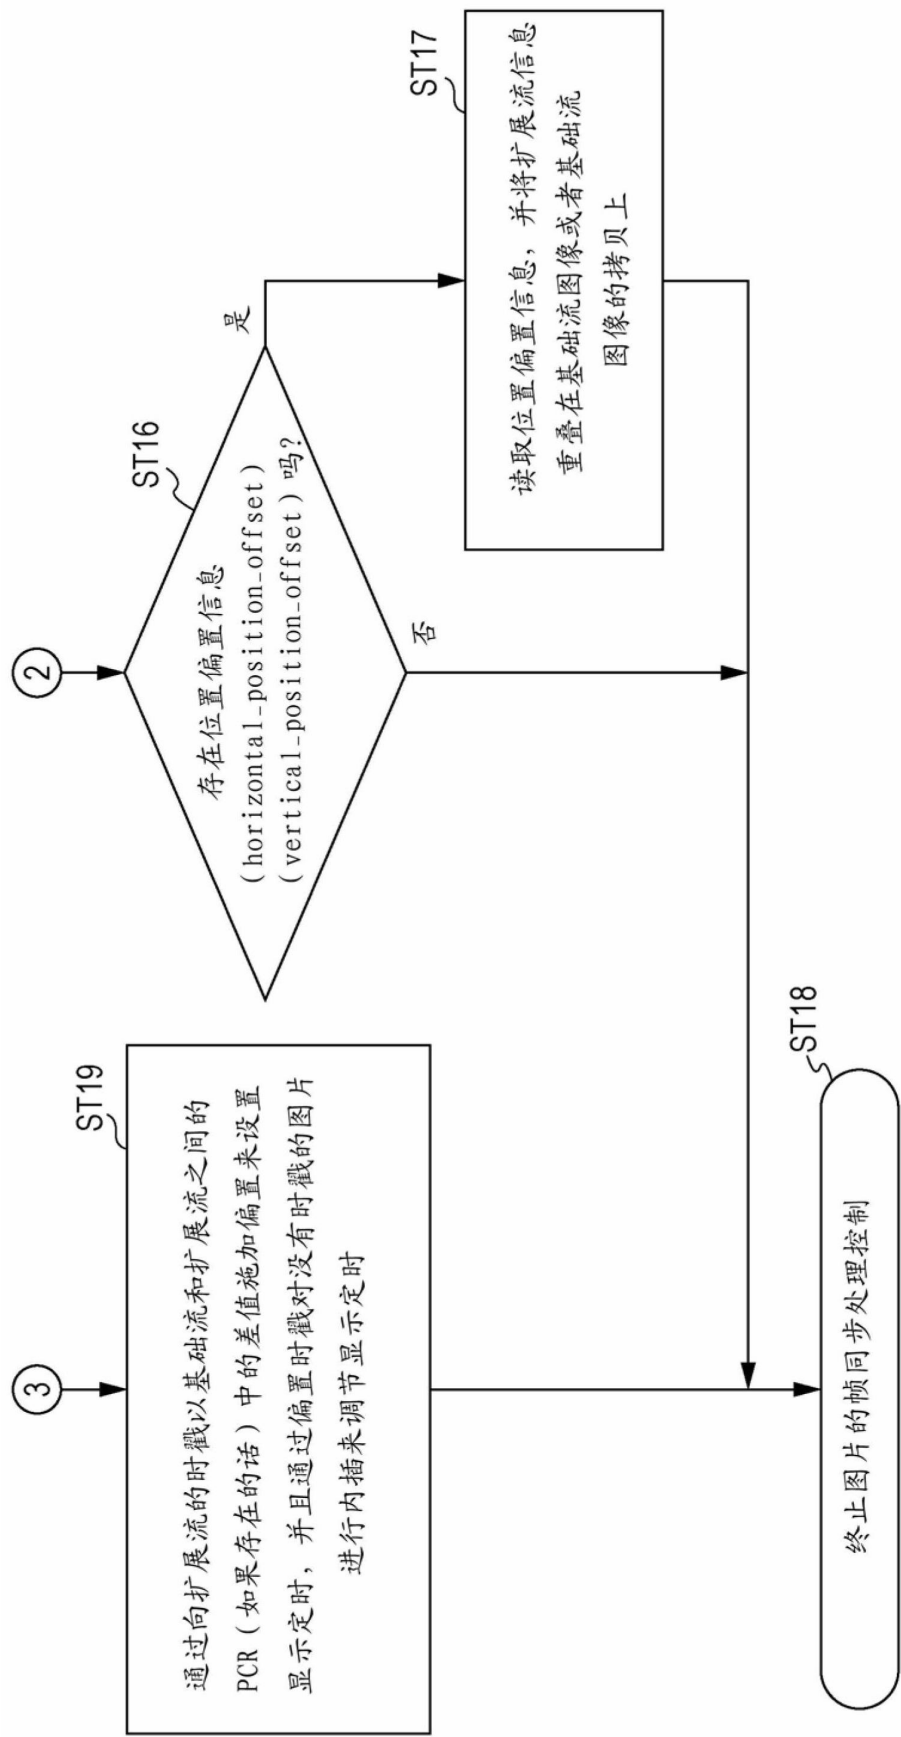 3
ST19
通过向扩展流的时戳以基础流和扩展流之间的
PCR(如果存在的话)中的差值施加偏置来设置
显示定时,并且通过偏置时戳对没有时戳的图片
进行内插来调节显示定时
2
ST16
存在位置偏置信息
(horizontal_position_offset)
(vertical_position_offset)吗?
是
否
ST17
读取位置偏置信息,并将扩展流信息
重叠在基础流图像或者基础流
图像的拷贝上
ST18
终止图片的帧同步处理控制